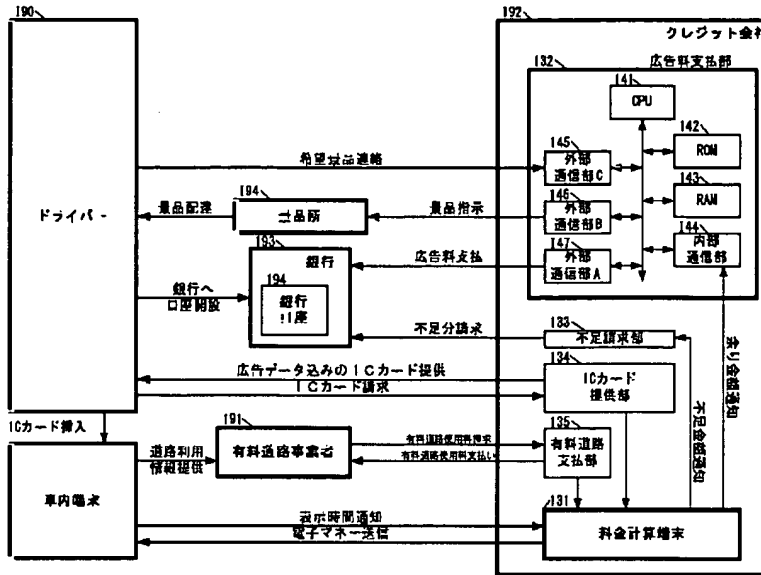 190
192
クレジット会社
132
広告料支払部
141
CPU
142
ROM
145
外部
通信部C
143
RAM
146
外部
通信部B
144
内部
通信部
147
外部
通信部A
希望景品連絡
ドライバー
景品配達
194
景品指示
193
銀行
広告料支払
194
銀行
銀行へ
口座開設
不足分請求
133
不足請求部
余り金額通知
広告データ込みのICカード提供
ICカード請求
134
ICカード
提供部
不足金額通知
ICカード挿入
191
有料道路事業者
道路利用
情報提供
有料道路使用料請求
有料道路使用料支払い
135
有料道路
支払部
車内端末
表示時間通知
電子マネー送信
131
料金計算端末